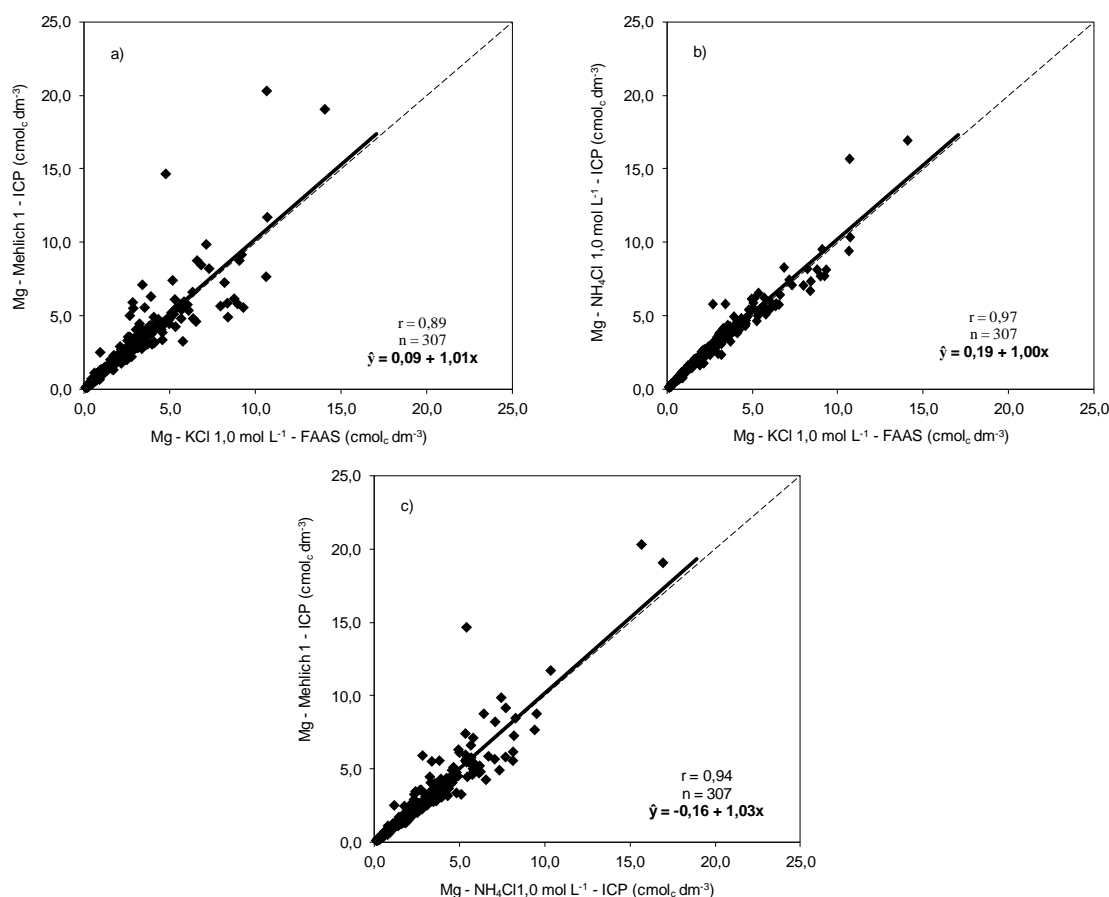 a)
Mg - Mehlich 1 - ICP (cmol_c dm⁻³)
25,0
20,0
15,0
10,0
5,0
0,0
r = 0,89
n = 307
ŷ = 0,09 + 1,01x
0,0 5,0 10,0 15,0 20,0 25,0
Mg - KCl 1,0 mol L⁻¹ - FAAS (cmol_c dm⁻³)
b)
Mg - NH₄Cl 1,0 mol L⁻¹ - ICP (cmol_c dm⁻³)
25,0
20,0
15,0
10,0
5,0
0,0
r = 0,97
n = 307
ŷ = 0,19 + 1,00x
0,0 5,0 10,0 15,0 20,0 25,0
Mg - KCl 1,0 mol L⁻¹ - FAAS (cmol_c dm⁻³)
c)
Mg - Mehlich 1 - ICP (cmol_c dm⁻³)
25,0
20,0
15,0
10,0
5,0
0,0
r = 0,94
n = 307
ŷ = -0,16 + 1,03x
0,0 5,0 10,0 15,0 20,0 25,0
Mg - NH₄Cl1,0 mol L⁻¹ - ICP (cmol_c dm⁻³)